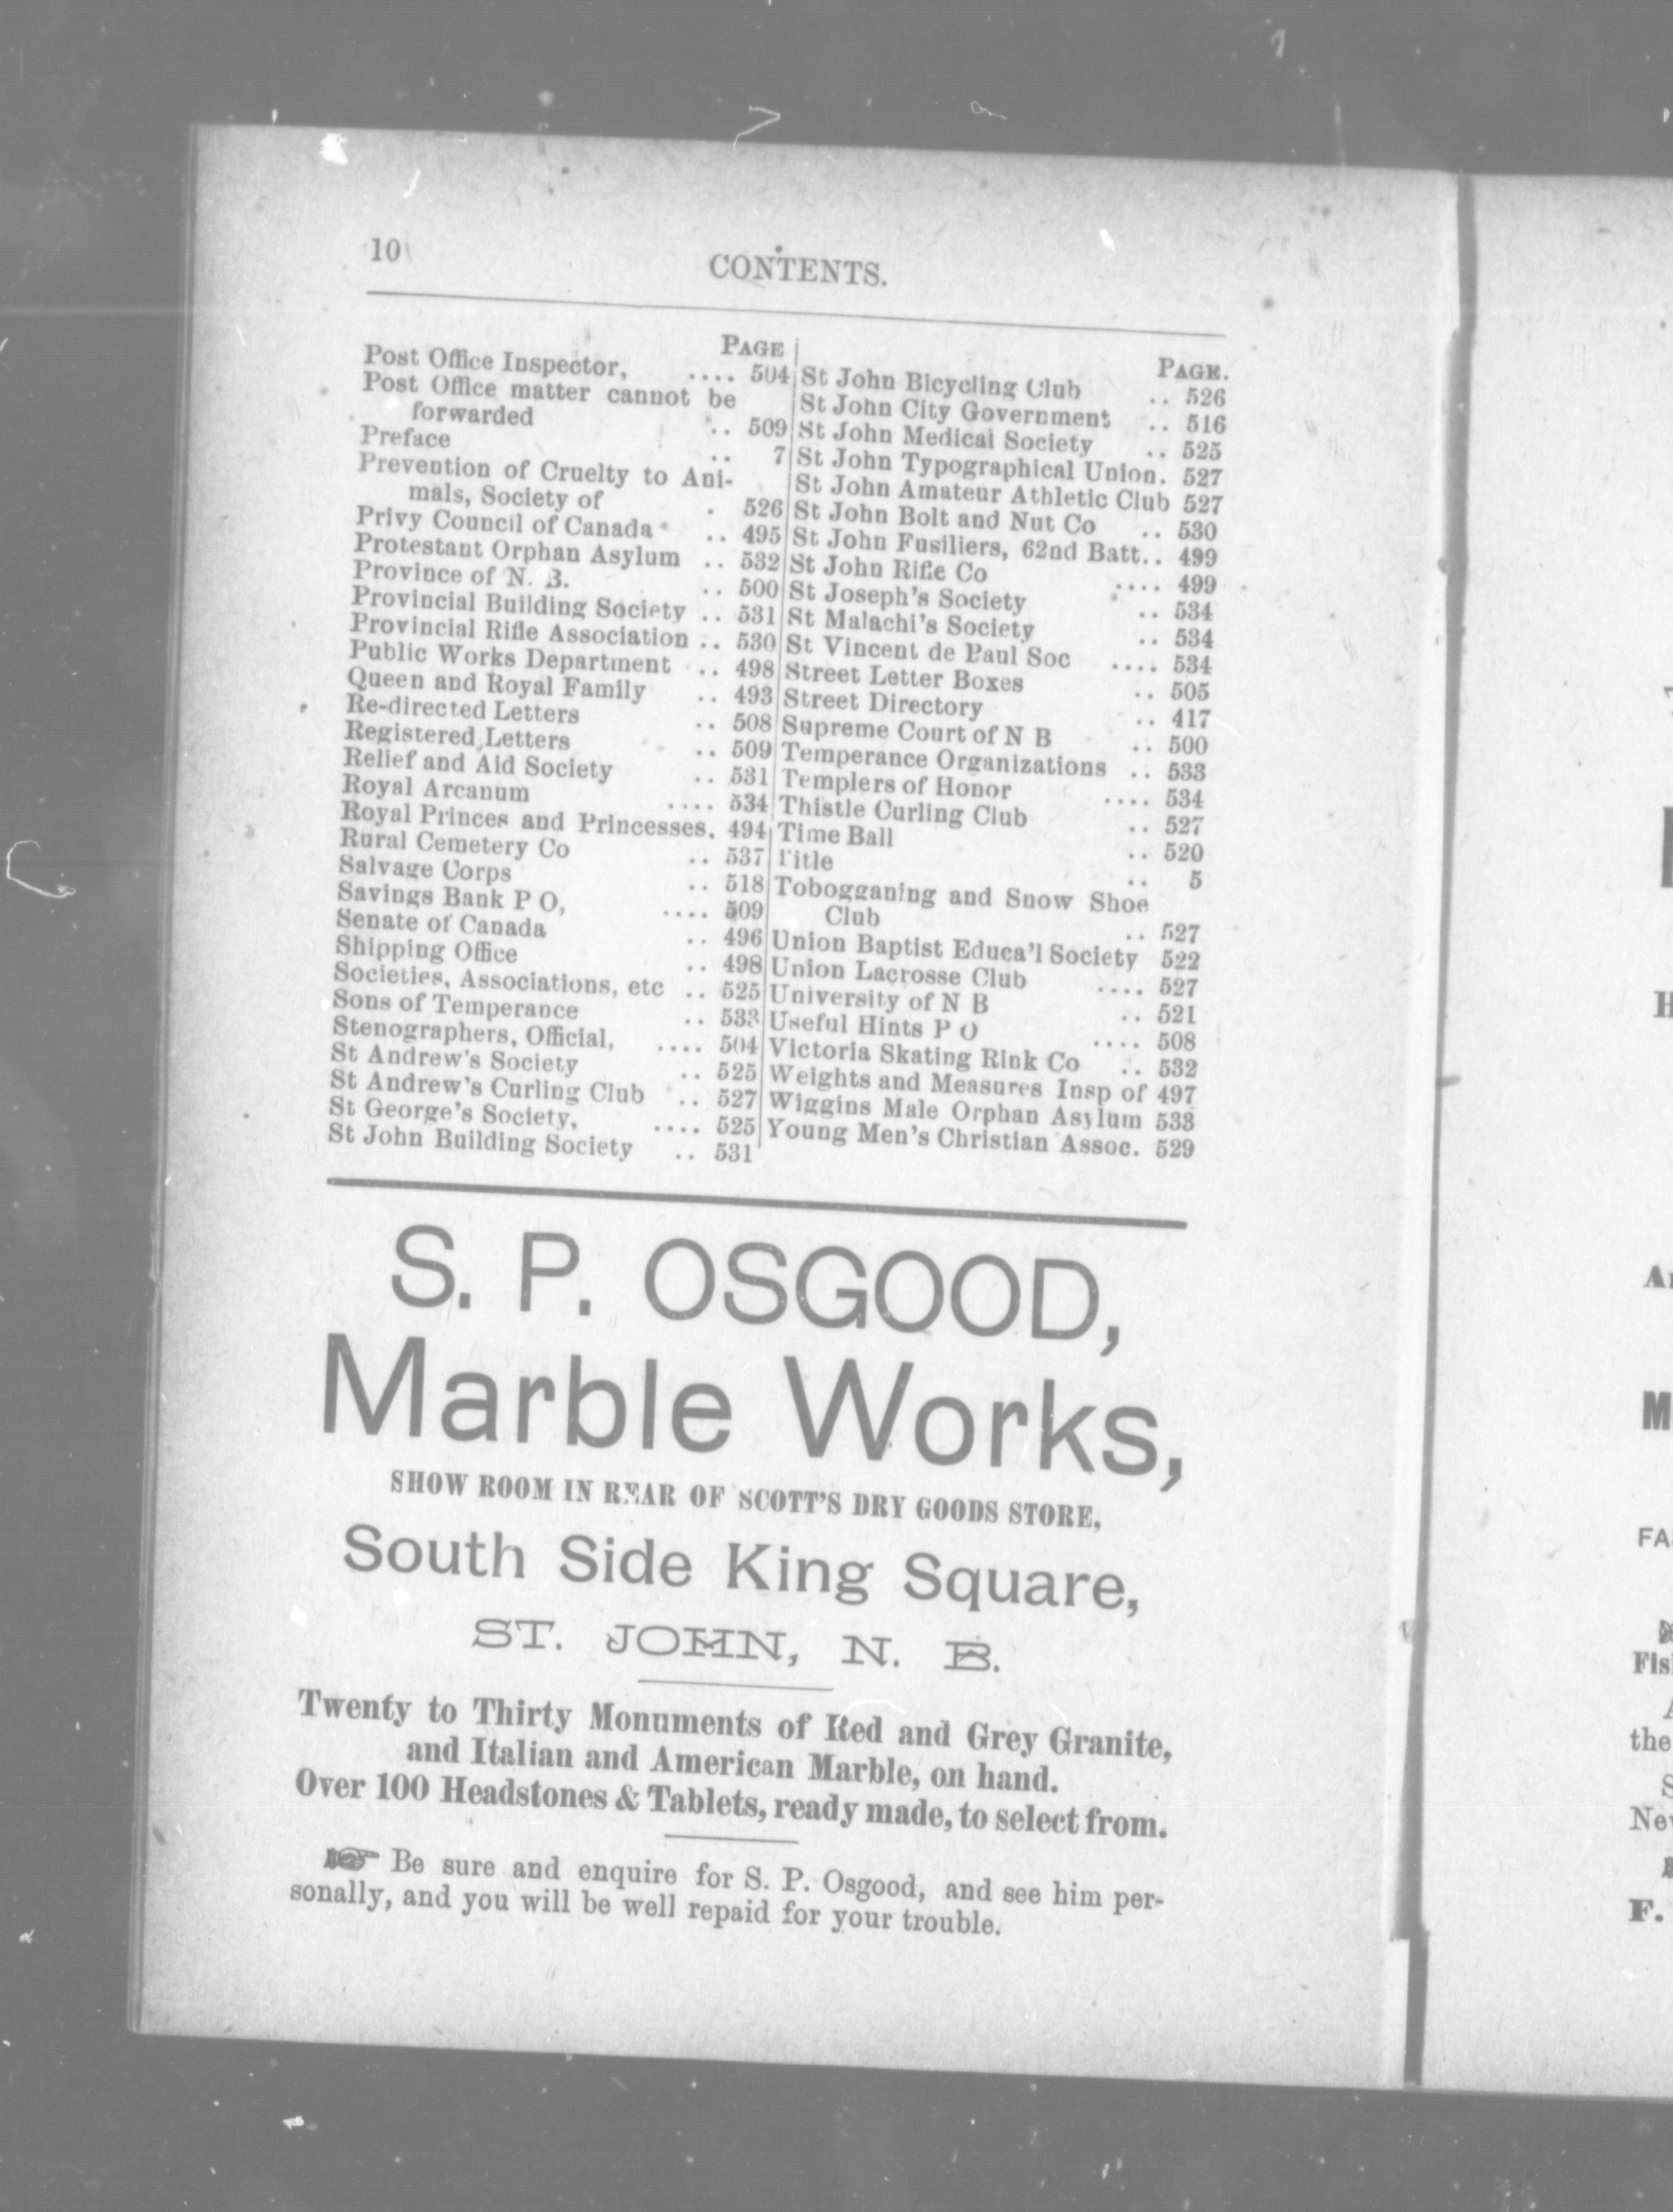 10
CONTENTS.
PAGE
Post Office Inspector, .... 504
Post Office matter cannot be
forwarded .. 509
Preface .. 7
Prevention of Cruelty to Ani-
mals, Society of . 526
Privy Council of Canada .. 495
Protestant Orphan Asylum .. 532
Province of N. B. .. 500
Provincial Building Society .. 531
Provincial Rifle Association .. 530
Public Works Department .. 498
Queen and Royal Family .. 493
Re-directed Letters .. 508
Registered Letters .. 509
Relief and Aid Society .. 531
Royal Arcanum .... 534
Royal Princes and Princesses. 494
Rural Cemetery Co .. 537
Salvage Corps .. 518
Savings Bank P O, .... 509
Senate of Canada .. 496
Shipping Office .. 498
Societies, Associations, etc .. 525
Sons of Temperance .. 533
Stenographers, Official, .... 504
St Andrew's Society .. 525
St Andrew's Curling Club .. 527
St George's Society, .... 525
St John Building Society .. 531
PAGE.
St John Bicycling Club .. 526
St John City Government .. 516
St John Medical Society .. 525
St John Typographical Union. 527
St John Amateur Athletic Club 527
St John Bolt and Nut Co .. 530
St John Fusiliers, 62nd Batt.. 499
St John Rifle Co .... 499
St Joseph's Society .. 534
St Malachi's Society .. 534
St Vincent de Paul Soc .... 534
Street Letter Boxes .. 505
Street Directory .. 417
Supreme Court of N B .. 500
Temperance Organizations .. 533
Templers of Honor .... 534
Thistle Curling Club .. 527
Time Ball .. 520
Title .. 5
Tobogganing and Snow Shoe
Club .. 527
Union Baptist Educa'l Society 522
Union Lacrosse Club .... 527
University of N B .. 521
Useful Hints P O .... 508
Victoria Skating Rink Co .. 532
Weights and Measures Insp of 497
Wiggins Male Orphan Asylum 533
Young Men's Christian Assoc. 529
S. P. OSGOOD,
Marble Works,
SHOW ROOM IN REAR OF SCOTT'S DRY GOODS STORE,
South Side King Square,
ST. JOHN, N. B.
Twenty to Thirty Monuments of Red and Grey Granite,
and Italian and American Marble, on hand.
Over 100 Headstones & Tablets, ready made, to select from.
☞ Be sure and enquire for S. P. Osgood, and see him per-
sonally, and you will be well repaid for your trouble.
the
F.